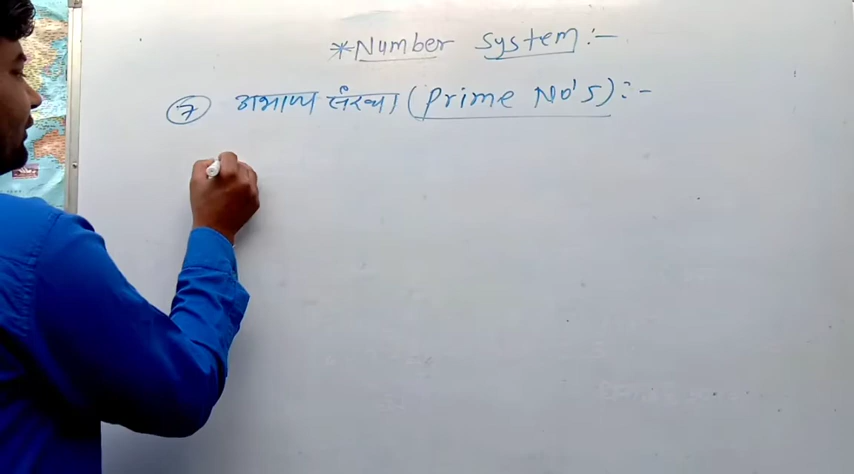 *Number System:-
⑦ अभाज्य संख्या (Prime No's):-